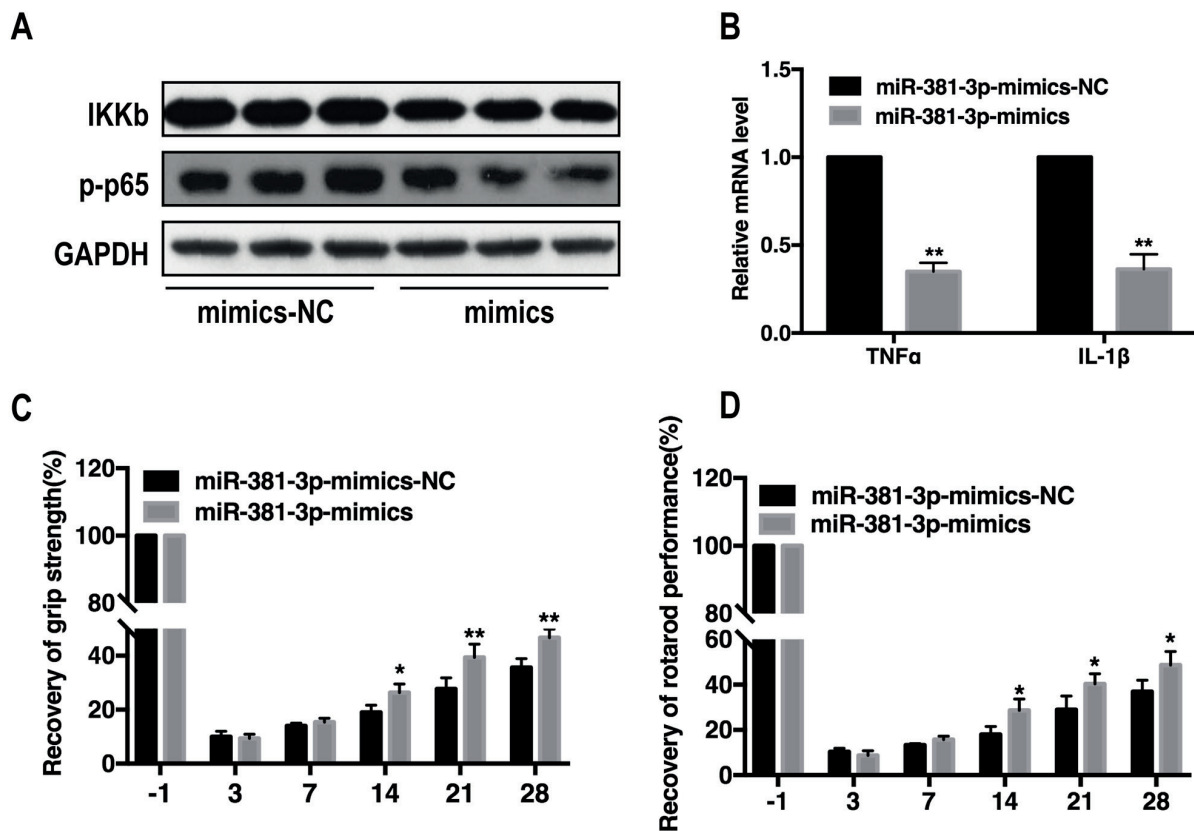 A
IKKb
p-p65
GAPDH
mimics-NC mimics
B
Relative mRNA level
1.5
1.0
0.5
0.0
miR-381-3p-mimics-NC
miR-381-3p-mimics
** **
TNFα IL-1β
C
Recovery of grip strength(%)
120
100
80
40
20
0
miR-381-3p-mimics-NC
miR-381-3p-mimics
* ** **
-1 3 7 14 21 28
D
Recovery of rotarod performance(%)
120
100
80
60
40
20
0
miR-381-3p-mimics-NC
miR-381-3p-mimics
* * *
-1 3 7 14 21 28